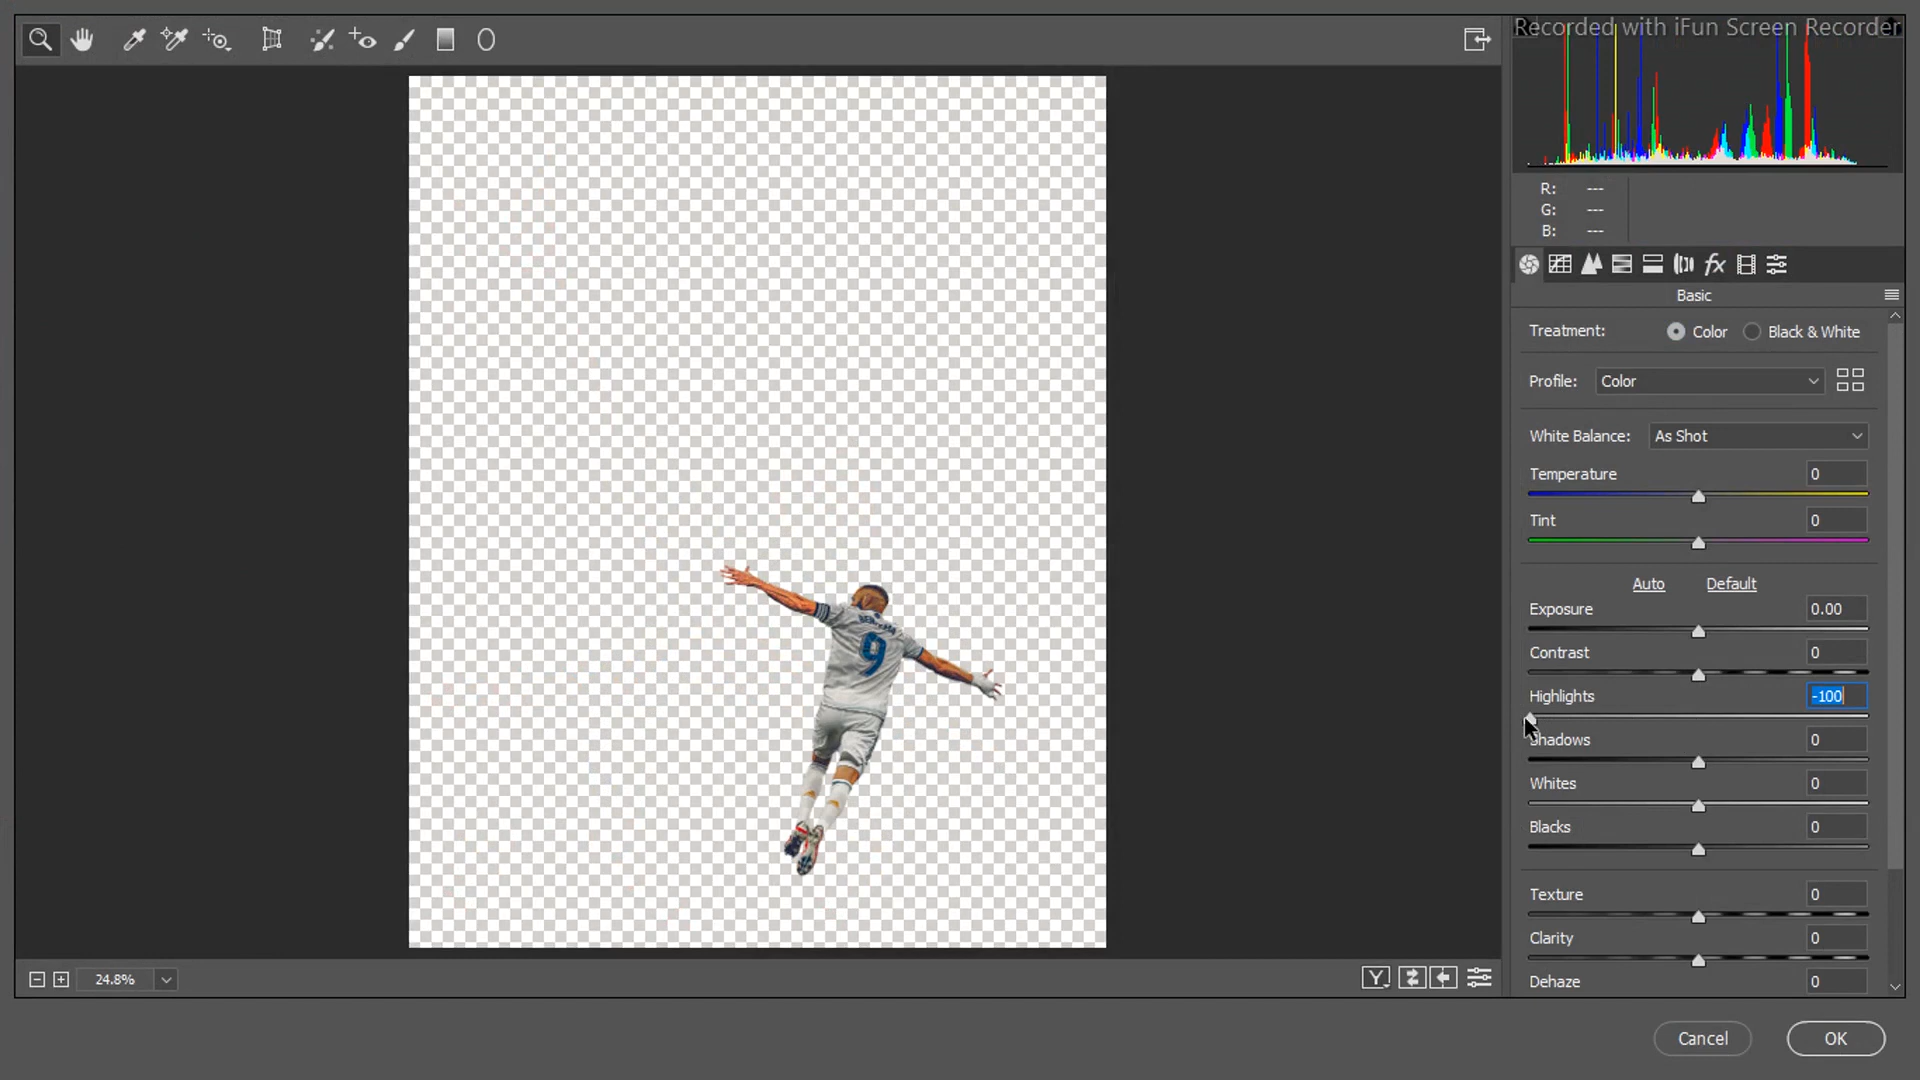 Recorded with iFun Screen Recorder
R: ---
G: ---
B: ---
fx
Basic
Treatment: Color Black & White
Profile: Color
White Balance: As Shot
Temperature 0
Tint 0
Auto Default
Exposure 0.00
Contrast 0
Highlights -100
Shadows 0
Whites 0
Blacks 0
Texture 0
Clarity 0
Dehaze 0
9
24.8%
Y
Cancel OK